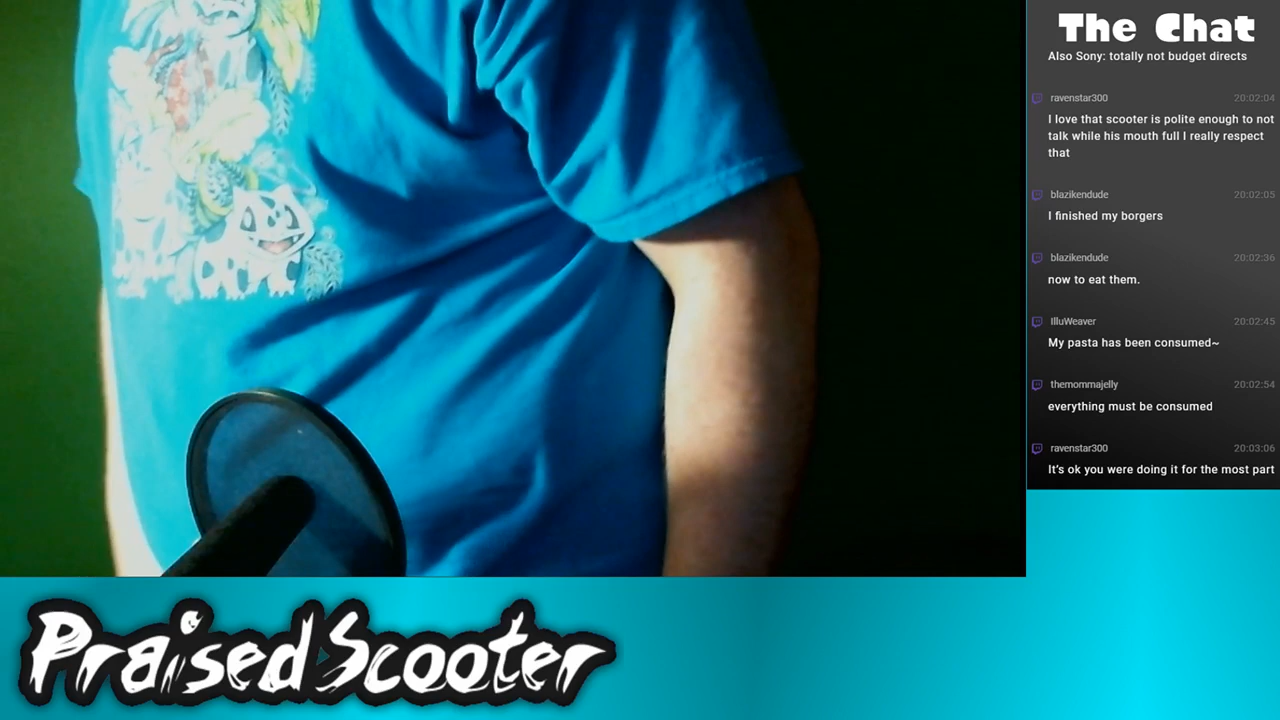 The Chat
Also Sony: totally not budget directs
ravenstar300 20:02:04
I love that scooter is polite enough to not
talk while his mouth full I really respect
that
blazikendude 20:02:05
I finished my borgers
blazikendude 20:02:36
now to eat them.
IlluWeaver 20:02:45
My pasta has been consumed~
themommajelly 20:02:54
everything must be consumed
ravenstar300 20:03:06
It's ok you were doing it for the most part
PraisedScooter